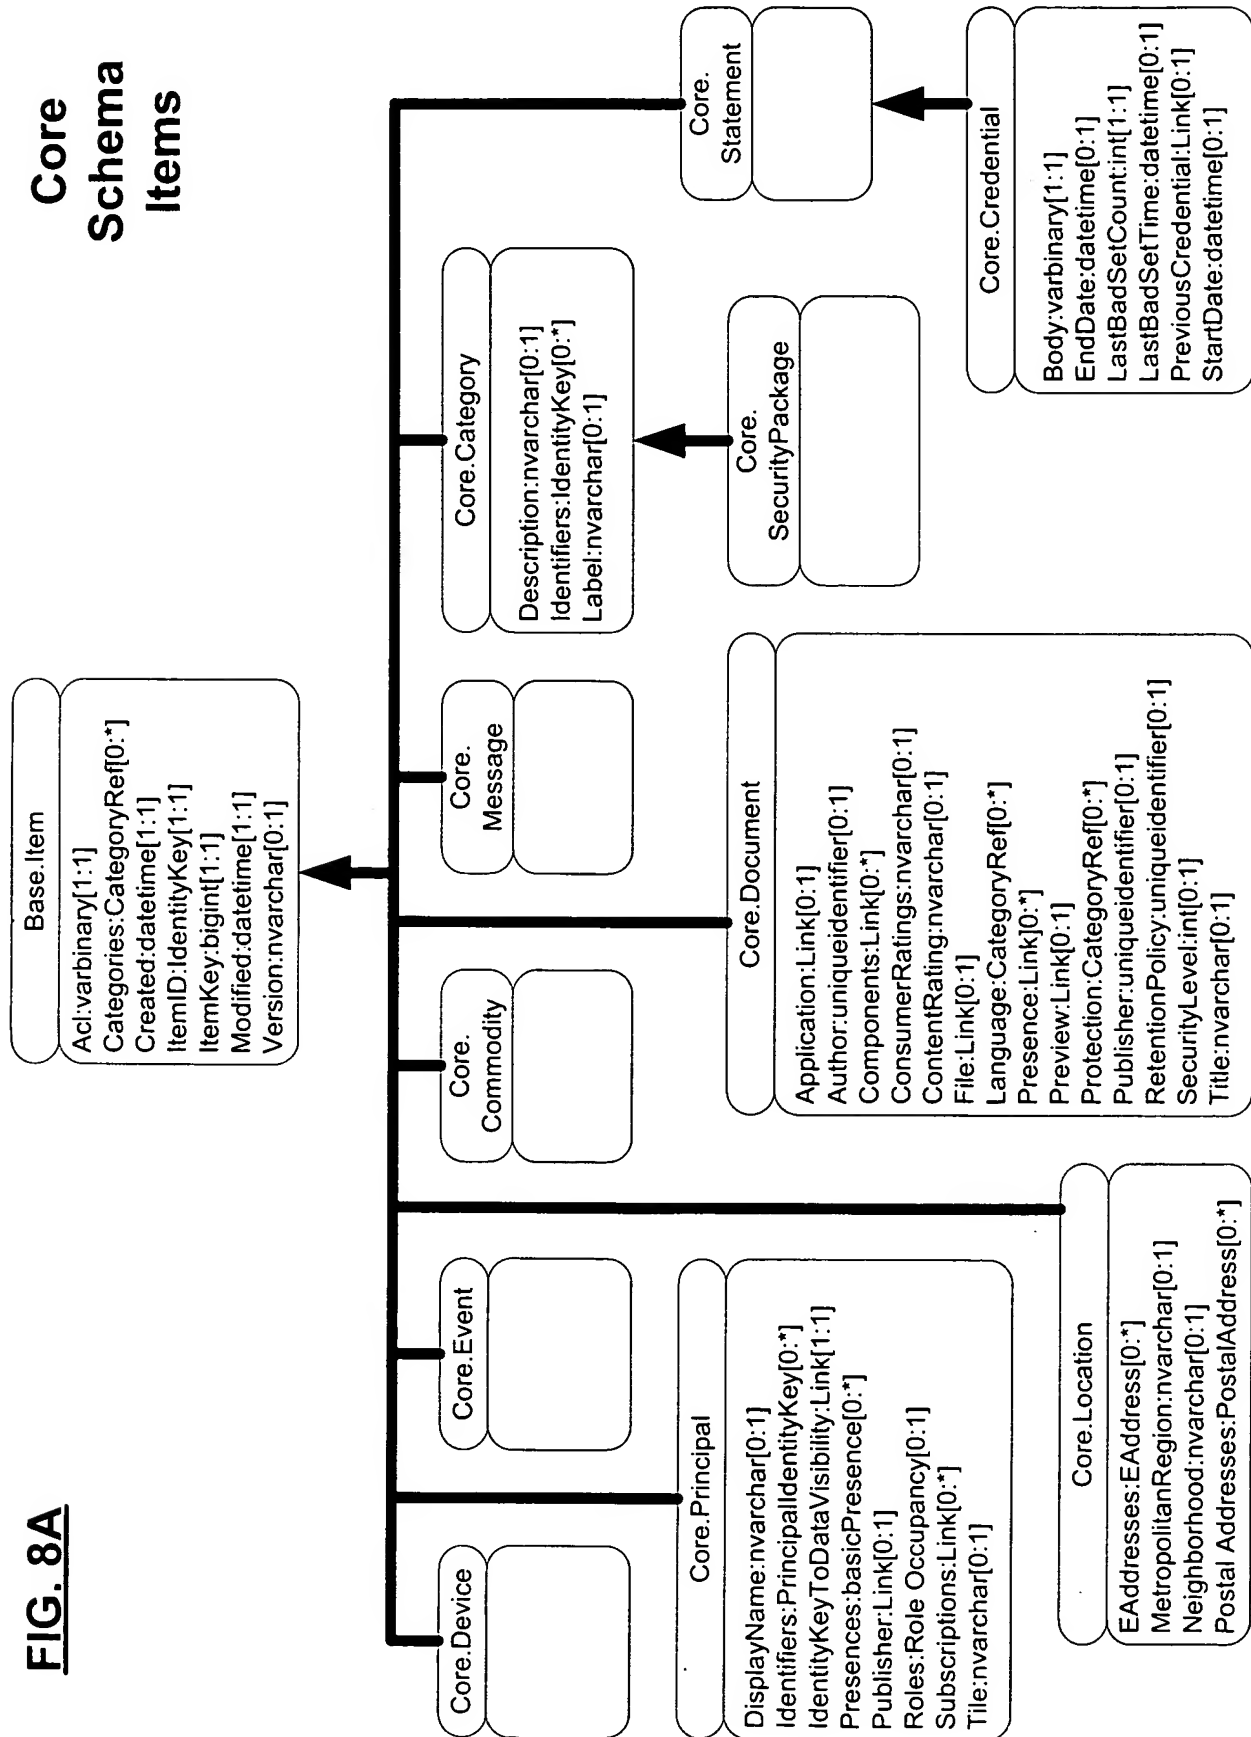 FIG. 8A
Core
Schema
Items
Base.Item
Acl:varbinary[1:1]
Categories:CategoryRef[0:*]
Created:datetime[1:1]
ItemID:IdentityKey[1:1]
ItemKey:bigint[1:1]
Modified:datetime[1:1]
Version:nvarchar[0:1]
Core.Device
Core.Event
Core.
Commodity
Core.
Message
Core.Category
Description:nvarchar[0:1]
Identifiers:IdentityKey[0:*]
Label:nvarchar[0:1]
Core.
Statement
Core.Principal
DisplayName:nvarchar[0:1]
Identifiers:PrincipalIdentityKey[0:*]
IdentityKeyToDataVisibility:Link[1:1]
Presences:basicPresence[0:*]
Publisher:Link[0:1]
Roles:Role Occupancy[0:1]
Subscriptions:Link[0:*]
Tile:nvarchar[0:1]
Core.Document
Application:Link[0:1]
Author:uniqueidentifier[0:1]
Components:Link[0:*]
ConsumerRatings:nvarchar[0:1]
ContentRating:nvarchar[0:1]
File:Link[0:1]
Language:CategoryRef[0:*]
Presence:Link]0:*]
Preview:Link[0:1]
Protection:CategoryRef[0:*]
Publisher:uniqueidentifier[0:1]
RetentionPolicy:uniqueidentifier[0:1]
SecurityLevel:int[0:1]
Title:nvarchar[0:1]
Core.
SecurityPackage
Core.Location
EAddresses:EAddress[0:*]
MetropolitanRegion:nvarchar[0:1]
Neighborhood:nvarchar[0:1]
Postal Addresses:PostalAddress[0:*]
Core.Credential
Body:varbinary[1:1]
EndDate:datetime[0:1]
LastBadSetCount:int[1:1]
LastBadSetTime:datetime[0:1]
PreviousCredential:Link[0:1]
StartDate:datetime[0:1]